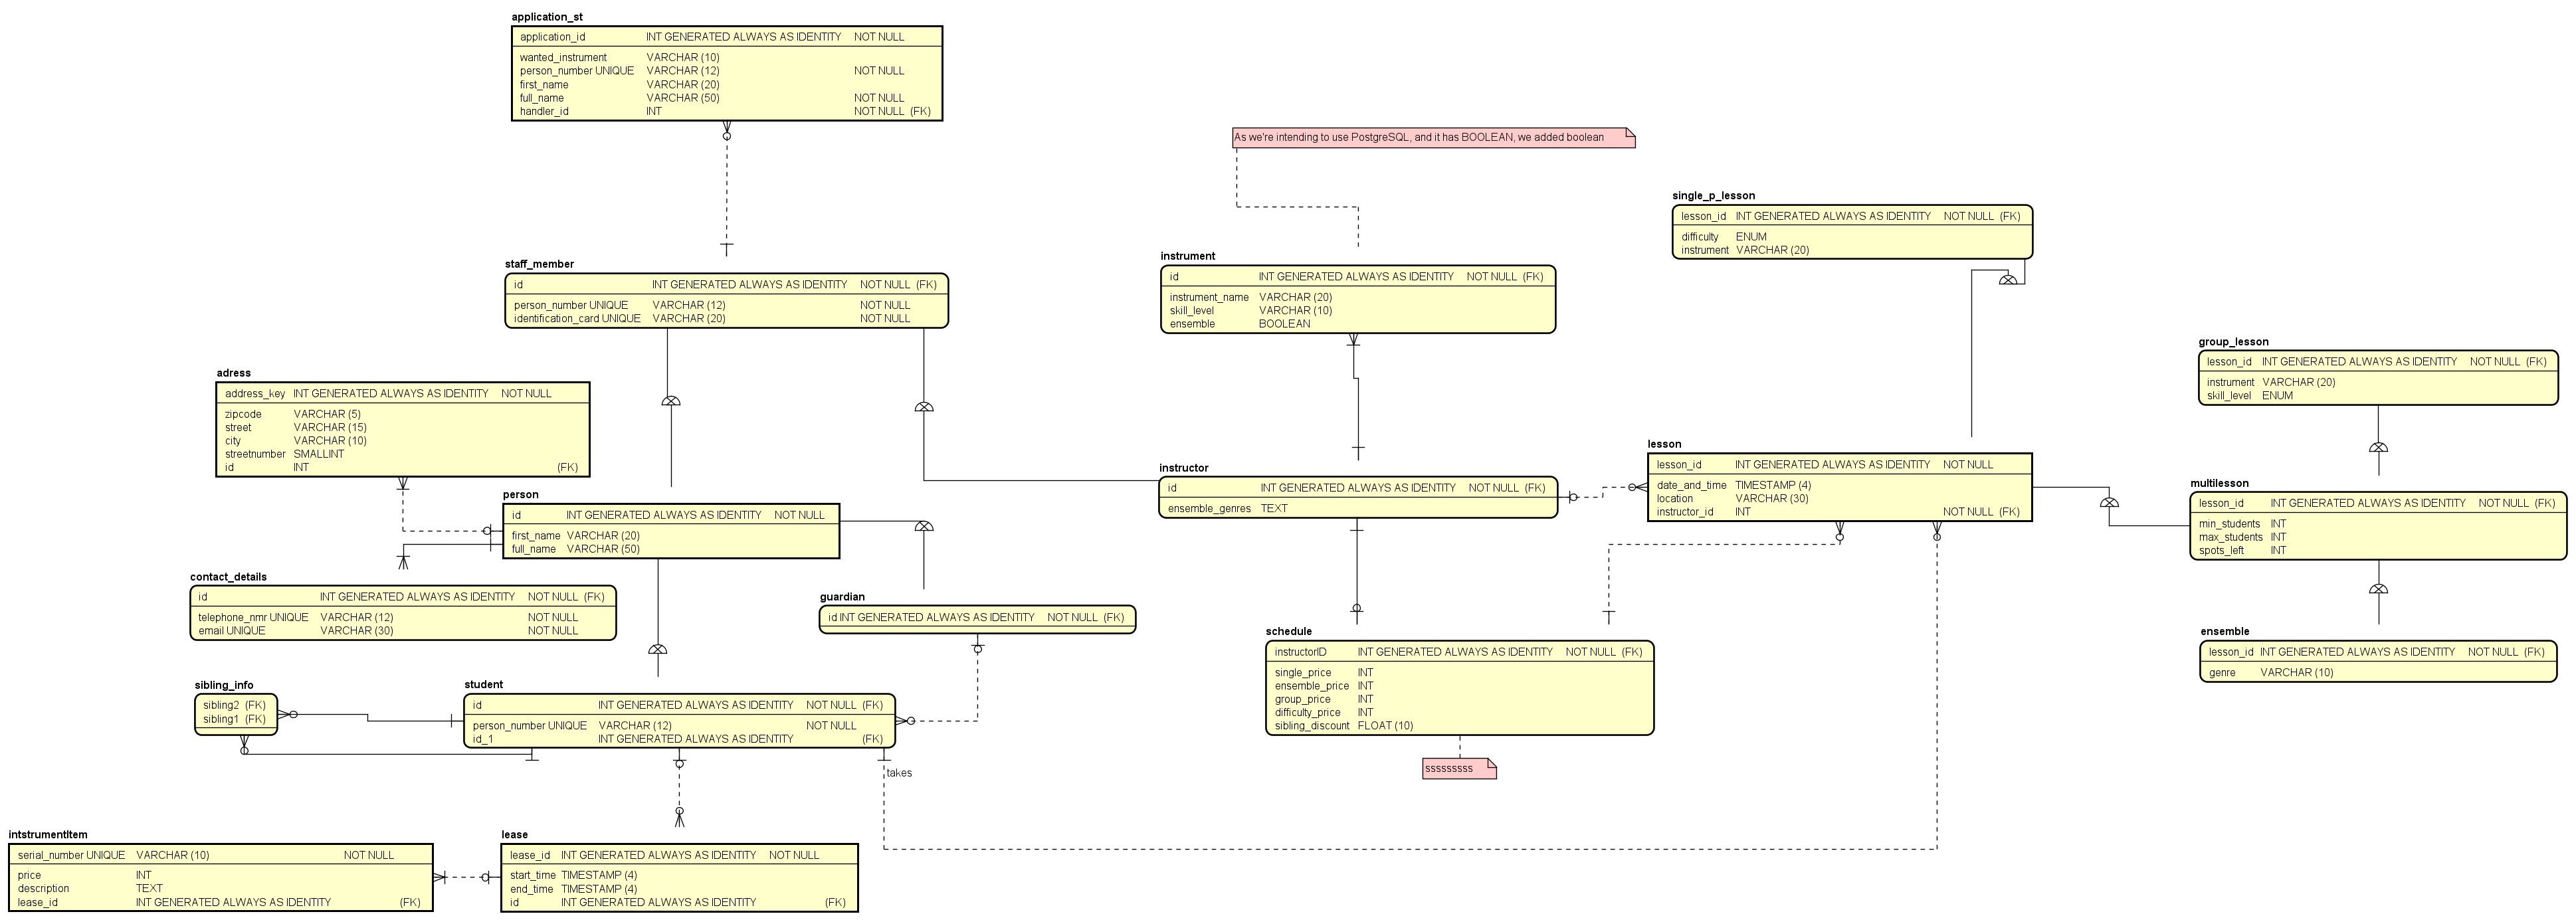 application_st
application_id INT GENERATED ALWAYS AS IDENTITY NOT NULL
wanted_instrument VARCHAR (10)
person_number UNIQUE VARCHAR (12) NOT NULL
first_name VARCHAR (20)
full_name VARCHAR (50) NOT NULL
handler_id INT NOT NULL (FK)
As we're intending to use PostgreSQL, and it has BOOLEAN, we added boolean
single_p_lesson
lesson_id INT GENERATED ALWAYS AS IDENTITY NOT NULL (FK)
difficulty ENUM
instrument VARCHAR (20)
staff_member
id INT GENERATED ALWAYS AS IDENTITY NOT NULL (FK)
person_number UNIQUE VARCHAR (12) NOT NULL
identification_card UNIQUE VARCHAR (20) NOT NULL
instrument
id INT GENERATED ALWAYS AS IDENTITY NOT NULL (FK)
instrument_name VARCHAR (20)
skill_level VARCHAR (10)
ensemble BOOLEAN
group_lesson
lesson_id INT GENERATED ALWAYS AS IDENTITY NOT NULL (FK)
instrument VARCHAR (20)
skill_level ENUM
adress
address_key INT GENERATED ALWAYS AS IDENTITY NOT NULL
zipcode VARCHAR (5)
street VARCHAR (15)
city VARCHAR (10)
streetnumber SMALLINT
id INT (FK)
person
id INT GENERATED ALWAYS AS IDENTITY NOT NULL
first_name VARCHAR (20)
full_name VARCHAR (50)
instructor
id INT GENERATED ALWAYS AS IDENTITY NOT NULL (FK)
ensemble_genres TEXT
lesson
lesson_id INT GENERATED ALWAYS AS IDENTITY NOT NULL
date_and_time TIMESTAMP (4)
location VARCHAR (30)
instructor_id INT NOT NULL (FK)
multilesson
lesson_id INT GENERATED ALWAYS AS IDENTITY NOT NULL (FK)
min_students INT
max_students INT
spots_left INT
contact_details
id INT GENERATED ALWAYS AS IDENTITY NOT NULL (FK)
telephone_nmr UNIQUE VARCHAR (12) NOT NULL
email UNIQUE VARCHAR (30) NOT NULL
guardian
id INT GENERATED ALWAYS AS IDENTITY NOT NULL (FK)
schedule
instructorID INT GENERATED ALWAYS AS IDENTITY NOT NULL (FK)
single_price INT
ensemble_price INT
group_price INT
difficulty_price INT
sibling_discount FLOAT (10)
sssssssss
ensemble
lesson_id INT GENERATED ALWAYS AS IDENTITY NOT NULL (FK)
genre VARCHAR (10)
sibling_info
sibling2 (FK)
sibling1 (FK)
student
id INT GENERATED ALWAYS AS IDENTITY NOT NULL (FK)
person_number UNIQUE VARCHAR (12) NOT NULL
id_1 INT GENERATED ALWAYS AS IDENTITY (FK)
takes
intstrumentItem
serial_number UNIQUE VARCHAR (10) NOT NULL
price INT
description TEXT
lease_id INT GENERATED ALWAYS AS IDENTITY (FK)
lease
lease_id INT GENERATED ALWAYS AS IDENTITY NOT NULL
start_time TIMESTAMP (4)
end_time TIMESTAMP (4)
id INT GENERATED ALWAYS AS IDENTITY (FK)